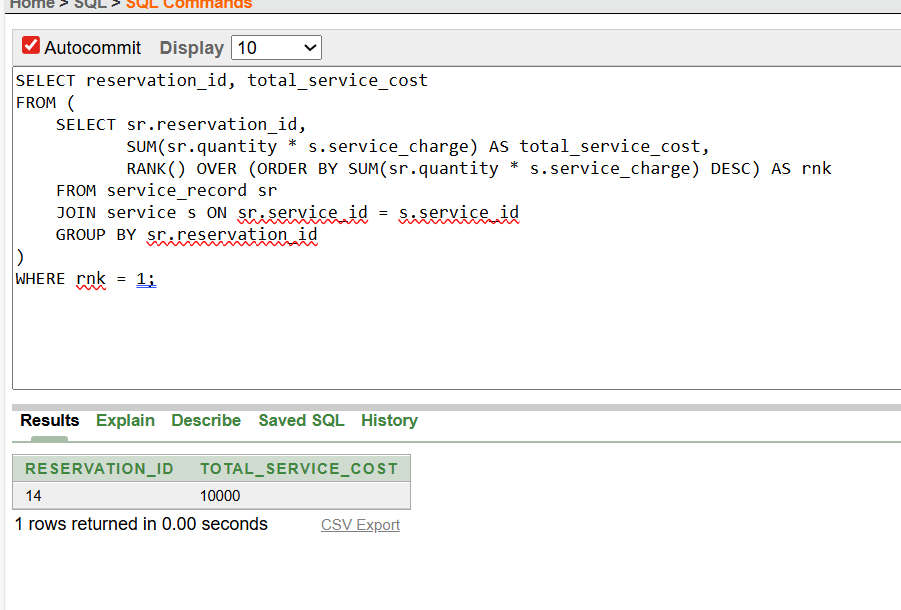 Home > SQL > SQL Commands
Autocommit Display 10
SELECT reservation_id, total_service_cost
FROM (
    SELECT sr.reservation_id,
           SUM(sr.quantity * s.service_charge) AS total_service_cost,
           RANK() OVER (ORDER BY SUM(sr.quantity * s.service_charge) DESC) AS rnk
    FROM service_record sr
    JOIN service s ON sr.service_id = s.service_id
    GROUP BY sr.reservation_id
)
WHERE rnk = 1;
Results Explain Describe Saved SQL History
RESERVATION_ID TOTAL_SERVICE_COST
14 10000
1 rows returned in 0.00 seconds CSV Export